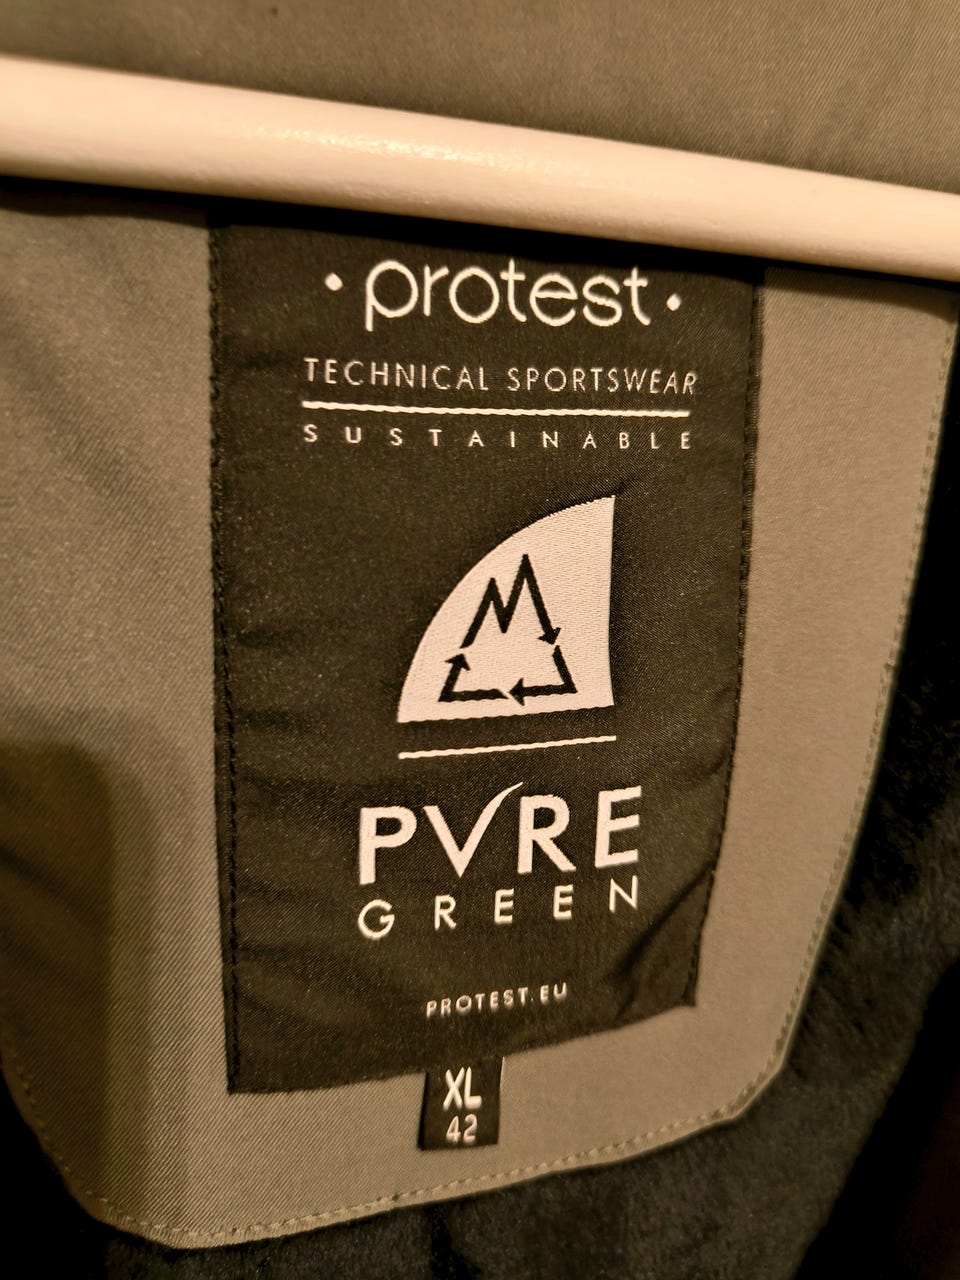 • protest •
TECHNICAL SPORTSWEAR
SUSTAINABLE
PVRE
GREEN
PROTEST.EU
XL
42